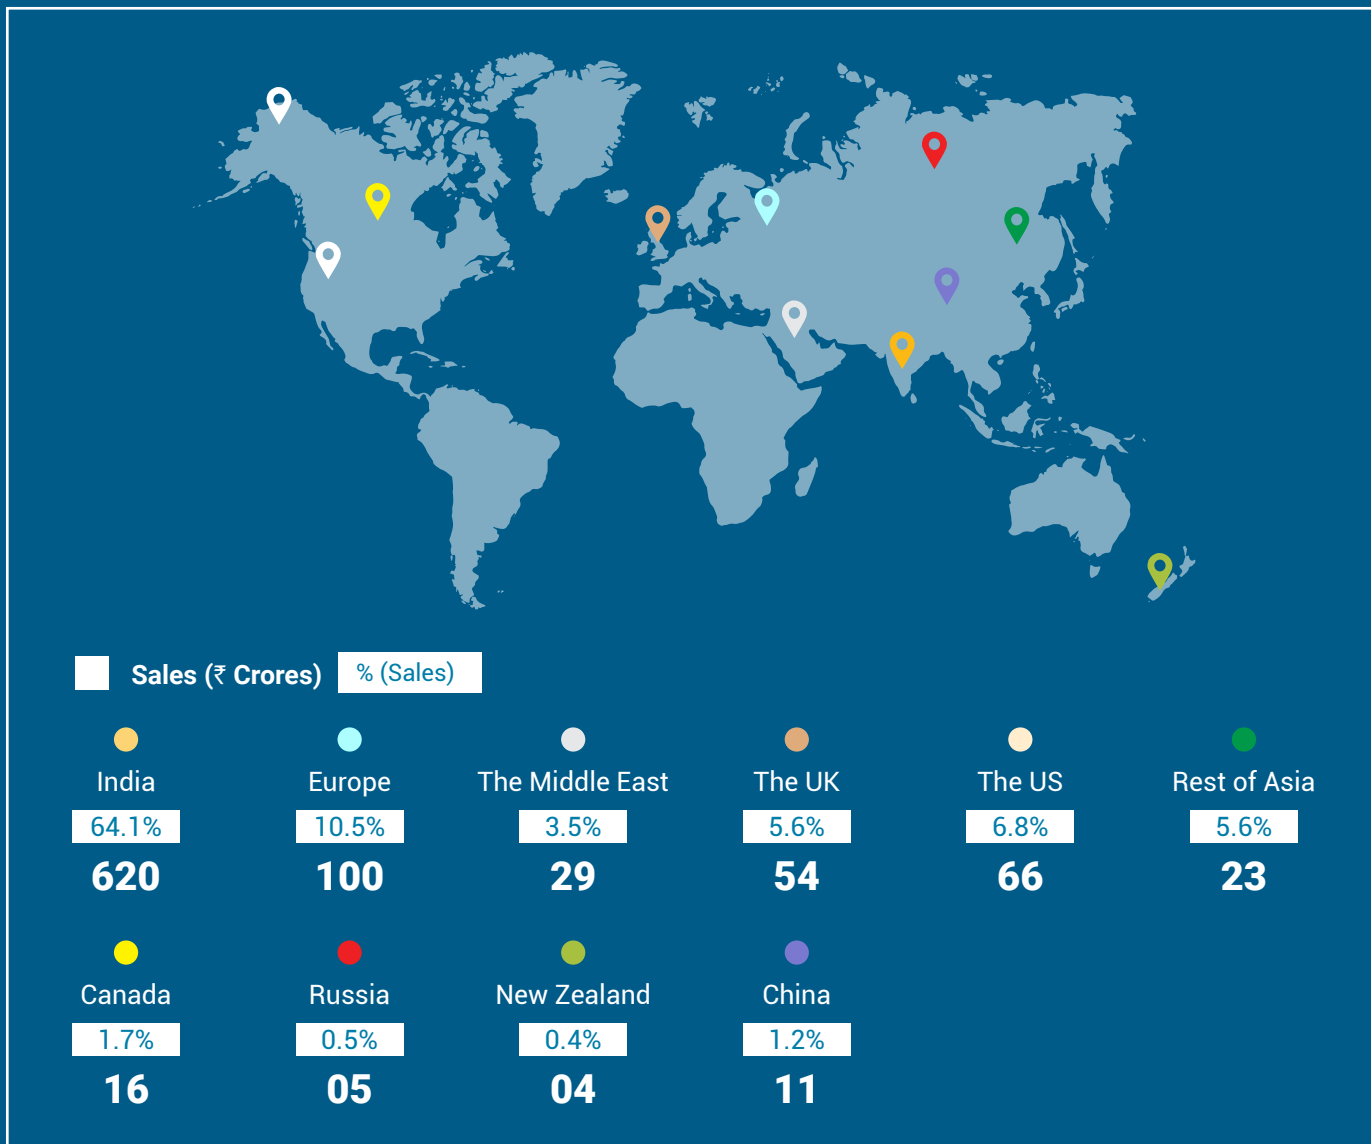 Sales (₹ Crores) % (Sales)
India Europe The Middle East The UK The US Rest of Asia
64.1% 10.5% 3.5% 5.6% 6.8% 5.6%
620 100 29 54 66 23
Canada Russia New Zealand China
1.7% 0.5% 0.4% 1.2%
16 05 04 11